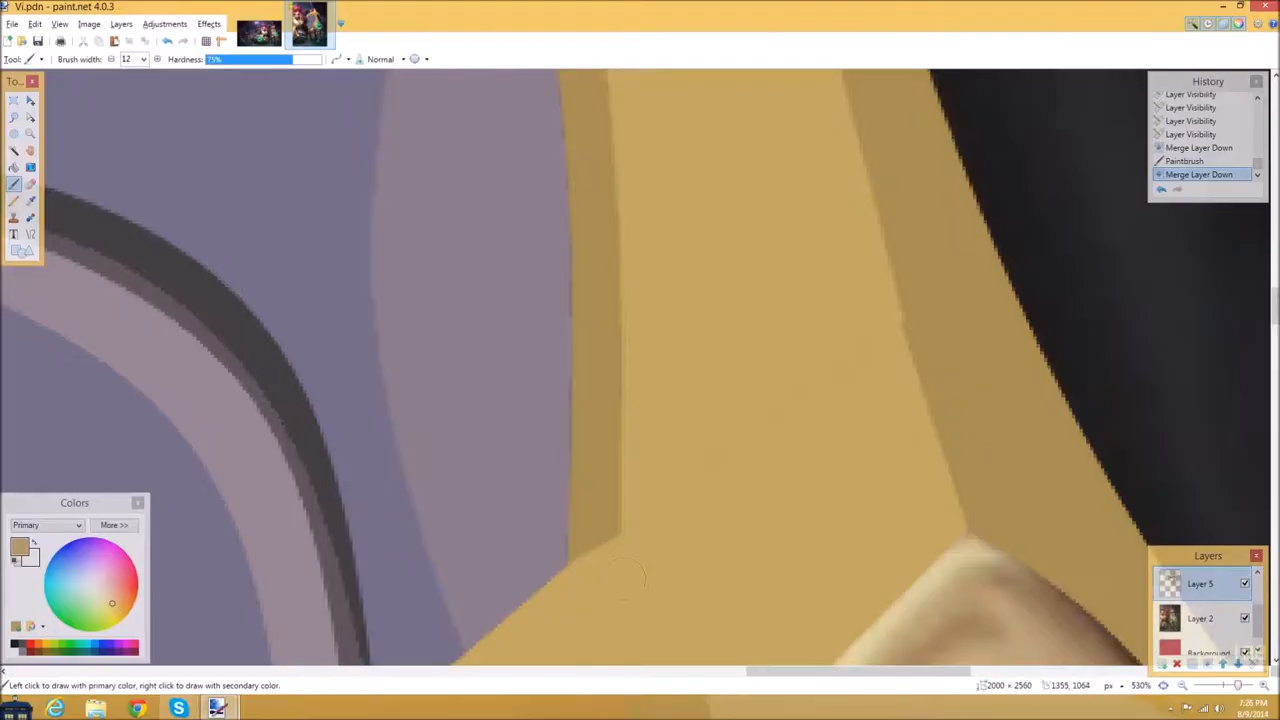 Vi.pdn - paint.net 4.0.3
File Edit View Image Layers Adjustments Effects
Tool: Brush width: 12 Hardness: 75% Normal
To...
History
Layer Visibility
Layer Visibility
Layer Visibility
Layer Visibility
Merge Layer Down
Paintbrush
Merge Layer Down
Colors
Primary More >>
Layers
Layer 5
Layer 2
Background
Left click to draw with primary color, right click to draw with secondary color.
2000 × 2560 1355, 1064 px 530%
7:26 PM
8/9/2014